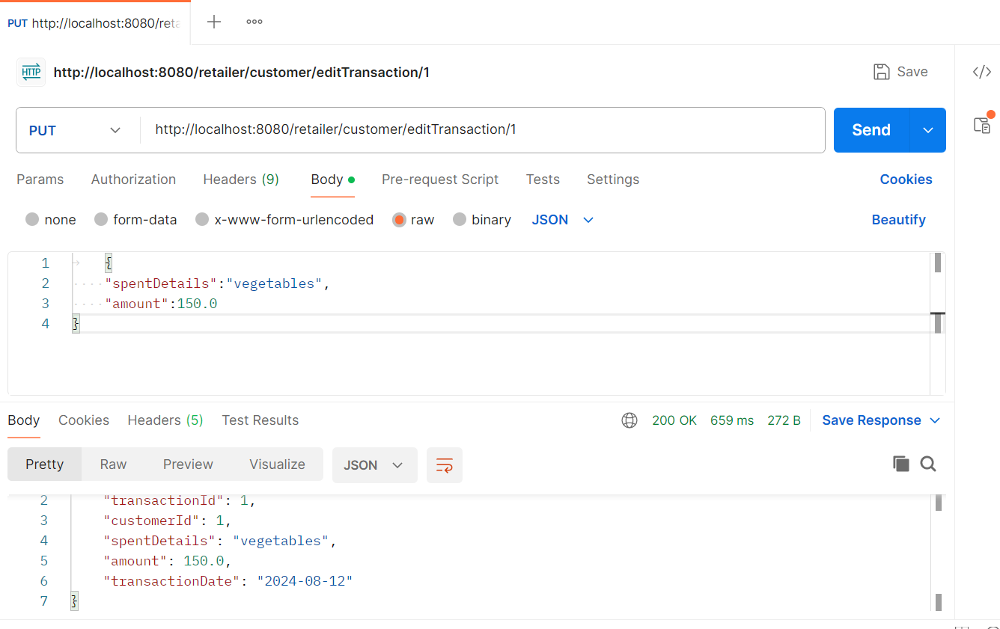 PUT http://localhost:8080/reta
http://localhost:8080/retailer/customer/editTransaction/1
Save
PUT
http://localhost:8080/retailer/customer/editTransaction/1
Send
Params Authorization Headers (9) Body Pre-request Script Tests Settings Cookies
none form-data x-www-form-urlencoded raw binary JSON Beautify
1 {
2 "spentDetails":"vegetables",
3 "amount":150.0
4 }
Body Cookies Headers (5) Test Results 200 OK 659 ms 272 B Save Response
Pretty Raw Preview Visualize JSON
2 "transactionId": 1,
3 "customerId": 1,
4 "spentDetails": "vegetables",
5 "amount": 150.0,
6 "transactionDate": "2024-08-12"
7 }